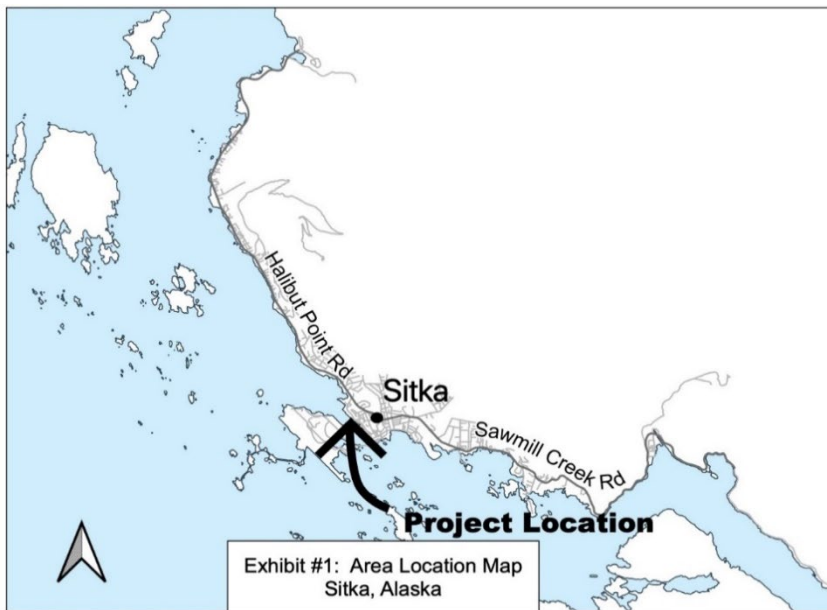 Halibut Point Rd
Sitka
Sawmill Creek Rd
Project Location
Exhibit #1:  Area Location Map
Sitka, Alaska